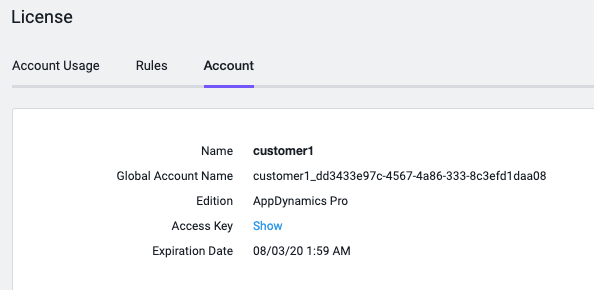 License
Account Usage Rules Account
Name customer1
Global Account Name customer1_dd3433e97c-4567-4a86-333-8c3efd1daa08
Edition AppDynamics Pro
Access Key Show
Expiration Date 08/03/20 1:59 AM